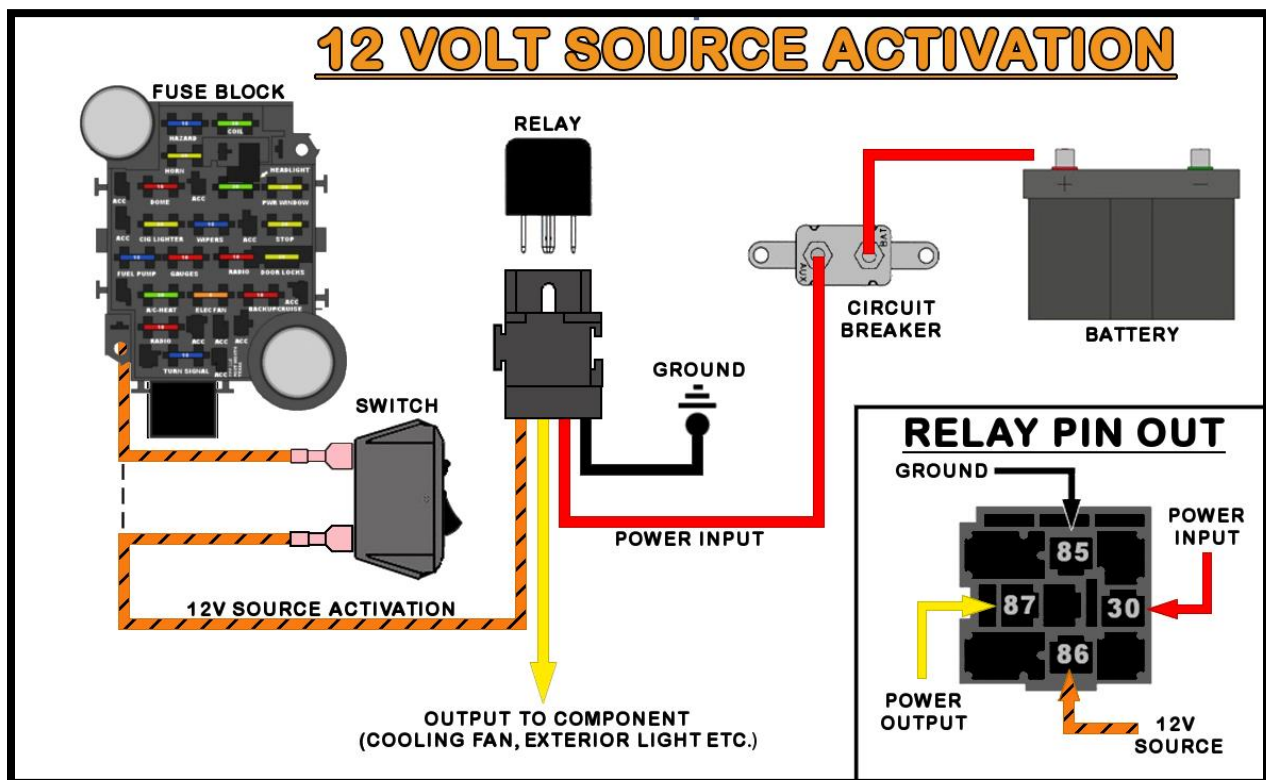 12 VOLT SOURCE ACTIVATION
FUSE BLOCK
HAZARD
COIL
HORN
HEADLIGHT
ACC
DOME
ACC
PWR WINDOW
ACC
CIG LIGHTER
WIPERS
ACC
STOP
FUEL PUMP
GAUGES
RADIO
DOOR LOCKS
A/C-HEAT
ELEC FAN
BACKUP/CRUISE
ACC
RADIO
ACC
ACC
ACC
TURN SIGNAL
ACC
RELAY
BAT
AUX
CIRCUIT
BREAKER
+
-
BATTERY
GROUND
SWITCH
POWER INPUT
12V SOURCE ACTIVATION
OUTPUT TO COMPONENT
(COOLING FAN, EXTERIOR LIGHT ETC.)
RELAY PIN OUT
GROUND
POWER
INPUT
85
87
30
86
POWER
OUTPUT
12V
SOURCE